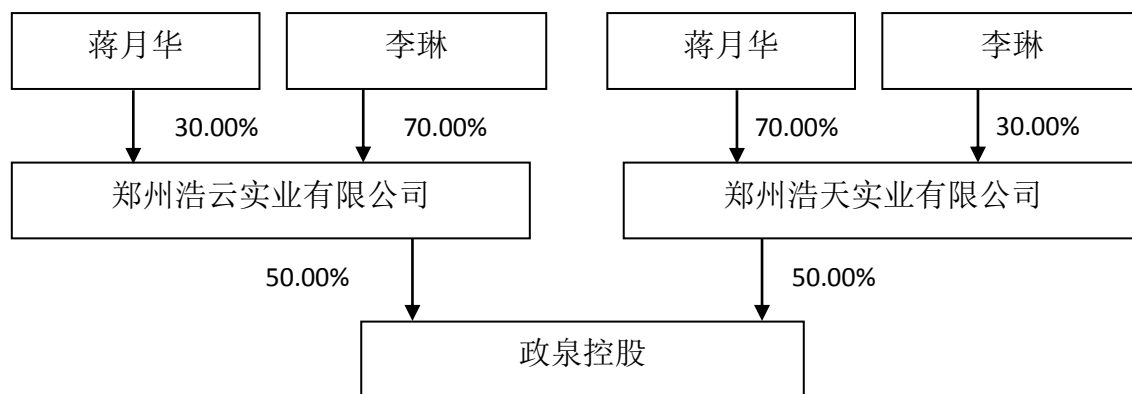 蒋月华
李琳
蒋月华
李琳
30.00%
70.00%
70.00%
30.00%
郑州浩云实业有限公司
郑州浩天实业有限公司
50.00%
50.00%
政泉控股